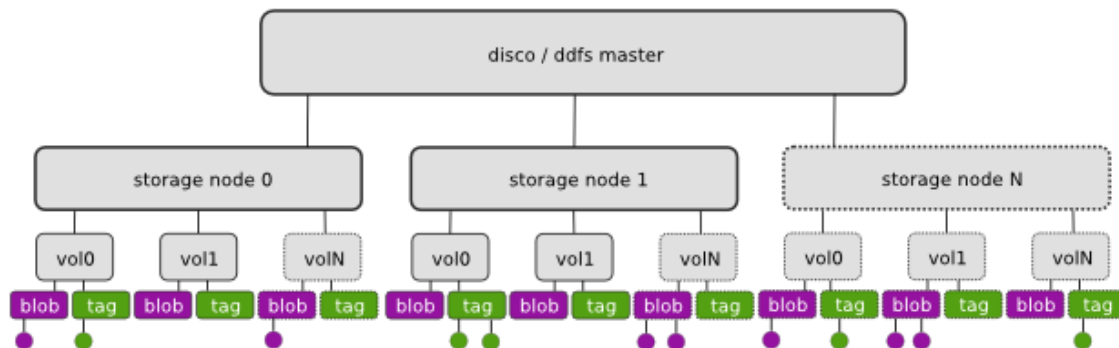 disco / ddfs master
storage node 0 storage node 1 storage node N
vol0 vol1 volN vol0 vol1 volN vol0 vol1 volN
blob tag blob tag blob tag blob tag blob tag blob tag blob tag blob tag blob tag